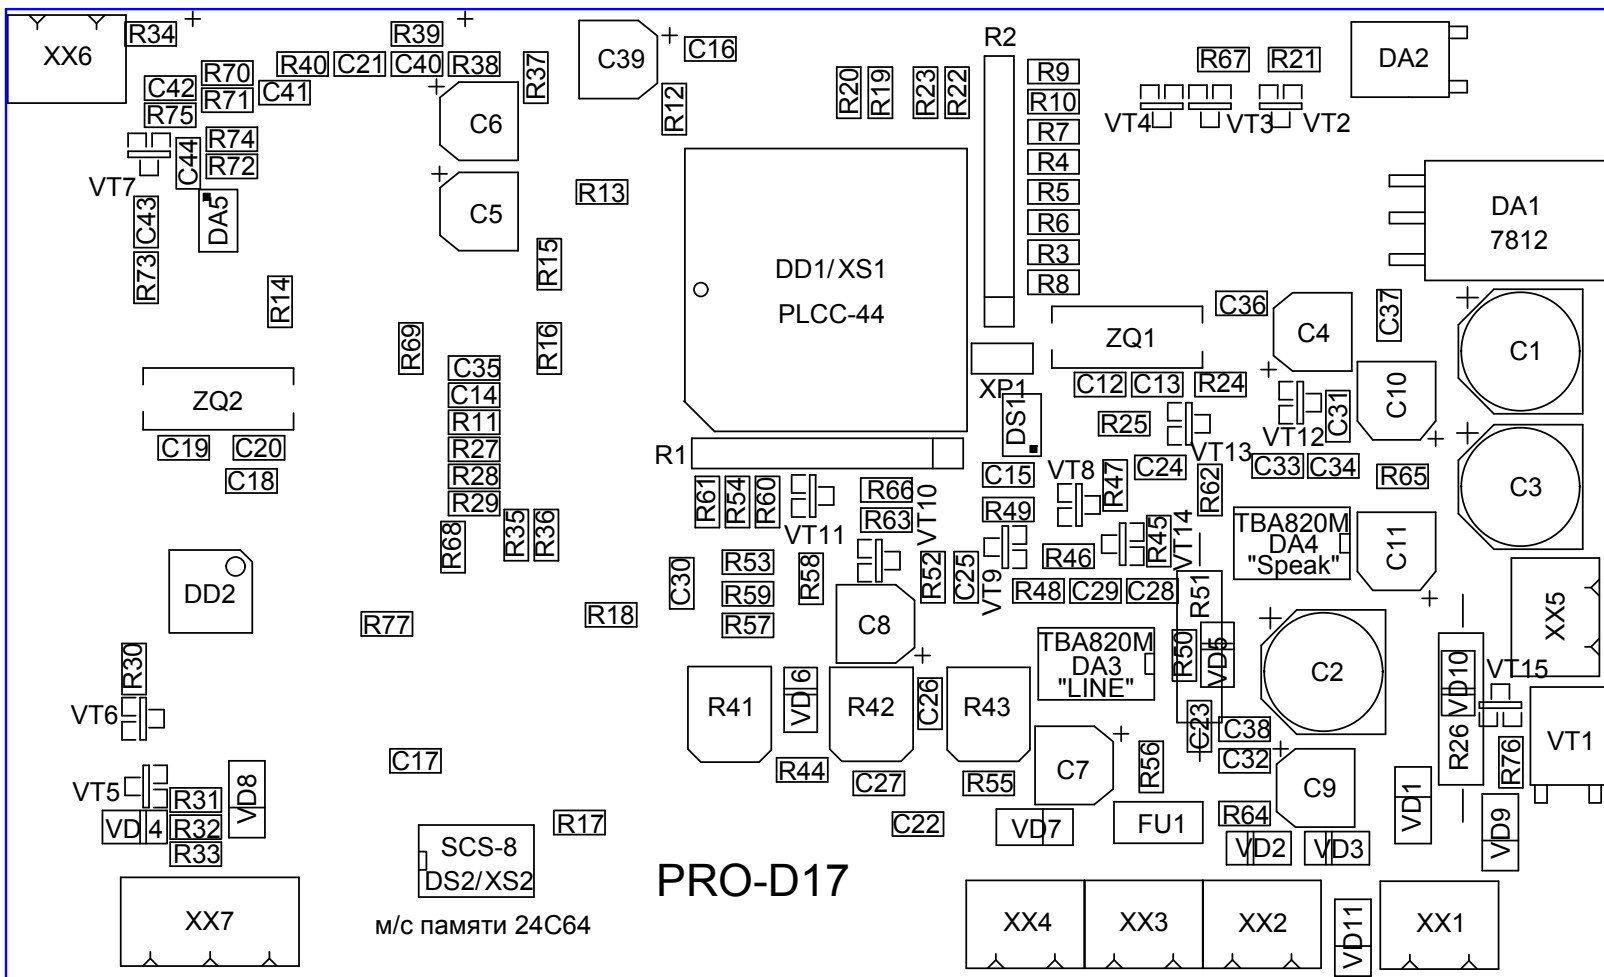 XX6
R34
+
R39
+
C39
+
C16
R2
R67
R21
DA2
R40
C21
C40
R38
R37
R70
C42
R71
C41
R75
R12
R20
R19
R23
R22
R9
R10
R7
R4
R5
R6
R3
R8
VT4
VT3
VT2
+
C6
R74
C44
R72
VT7
DA5
C43
R73
+
C5
R13
R15
R14
R16
R69
DD1/XS1
PLCC-44
DA1
7812
C36
C4
+
C37
+
C1
ZQ1
XP1
C12
C13
R24
C10
+
C31
VT12
ZQ2
C19
C20
C18
C35
C14
R11
R27
R28
R29
R35
R36
R68
R1
DS1
R25
VT13
C15
VT8
R47
C24
R62
C33
C34
R65
+
C3
R61
R54
R60
VT11
R66
R63
VT10
R49
VT9
R46
R45
VT14
TBA820M
DA4
"Speak"
C11
+
DD2
R77
R18
C30
R53
R59
R57
R58
C8
+
R52
C25
R48
C29
C28
R51
TBA820M
DA3
"LINE"
R50
VD5
+
C2
XX5
R30
VT6
R41
VD 6
R42
C26
R43
C23
+
C38
C32
VD10
R26
VT15
VT1
R76
VT5
R31
VD 4
R32
R33
VD8
C17
R44
C27
R55
C7
+
R56
+
C9
VD1
VD9
C22
R17
VD7
FU1
R64
VD2
VD3
SCS-8
DS2/XS2
PRO-D17
XX7
м/с памяти 24C64
XX4
XX3
XX2
VD11
XX1